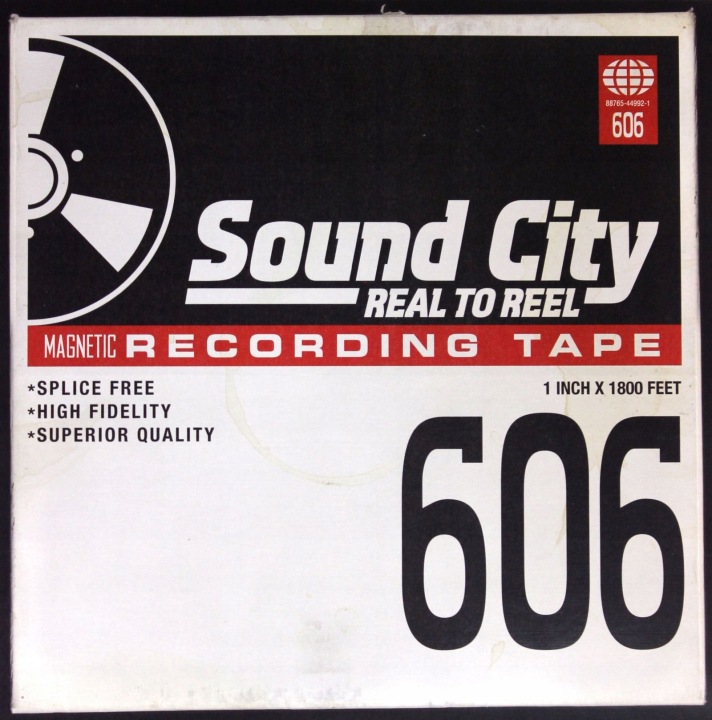 88765-44992-1
606
Sound City
REAL TO REEL
MAGNETIC RECORDING TAPE
*SPLICE FREE
*HIGH FIDELITY
*SUPERIOR QUALITY
1 INCH X 1800 FEET
606